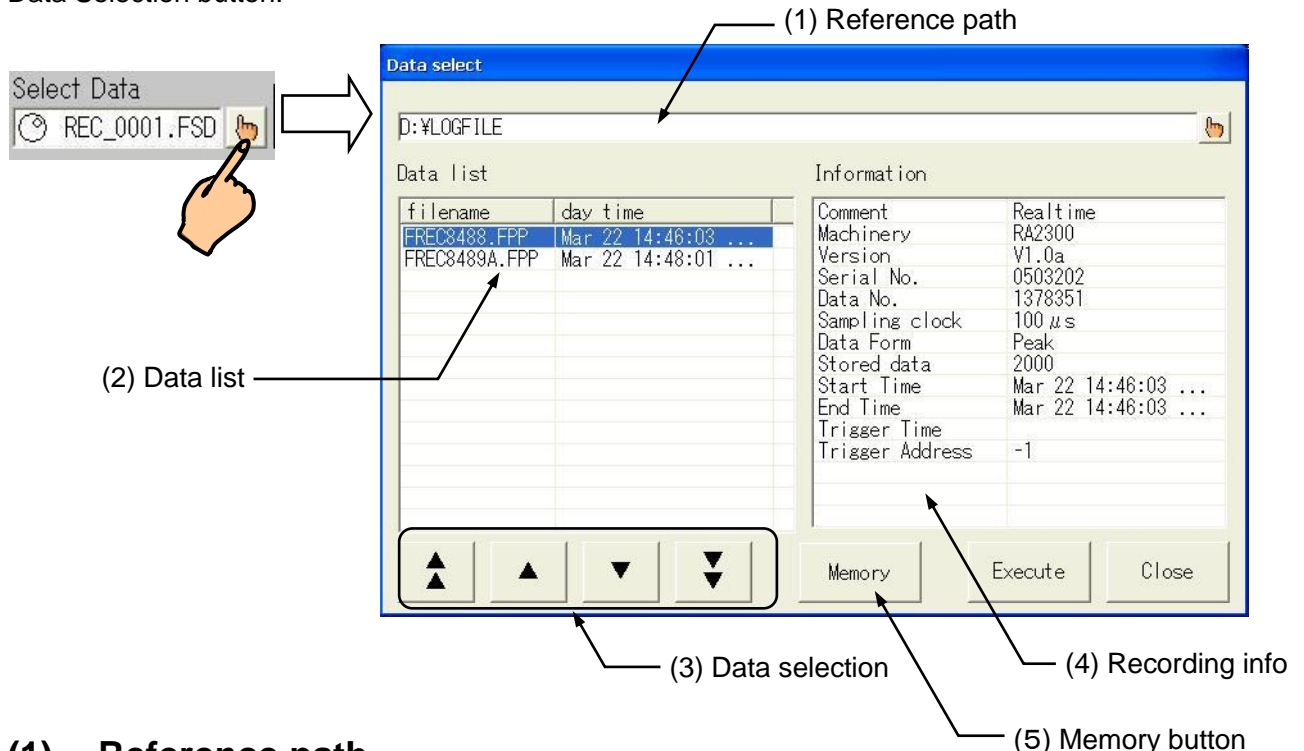 Data Selection button.
(1) Reference path
Select Data
REC_0001.FSD
Data select
D:¥LOGFILE
Data list
Information
filename day time
FREC8488.FPP Mar 22 14:46:03 ...
FREC8489A.FPP Mar 22 14:48:01 ...
Comment Realtime
Machinery RA2300
Version V1.0a
Serial No. 0503202
Data No. 1378351
Sampling clock 100 μs
Data Form Peak
Stored data 2000
Start Time Mar 22 14:46:03 ...
End Time Mar 22 14:46:03 ...
Trigger Time
Trigger Address -1
(2) Data list
Memory Execute Close
(3) Data selection
(4) Recording info
(5) Memory button
(1) Reference path